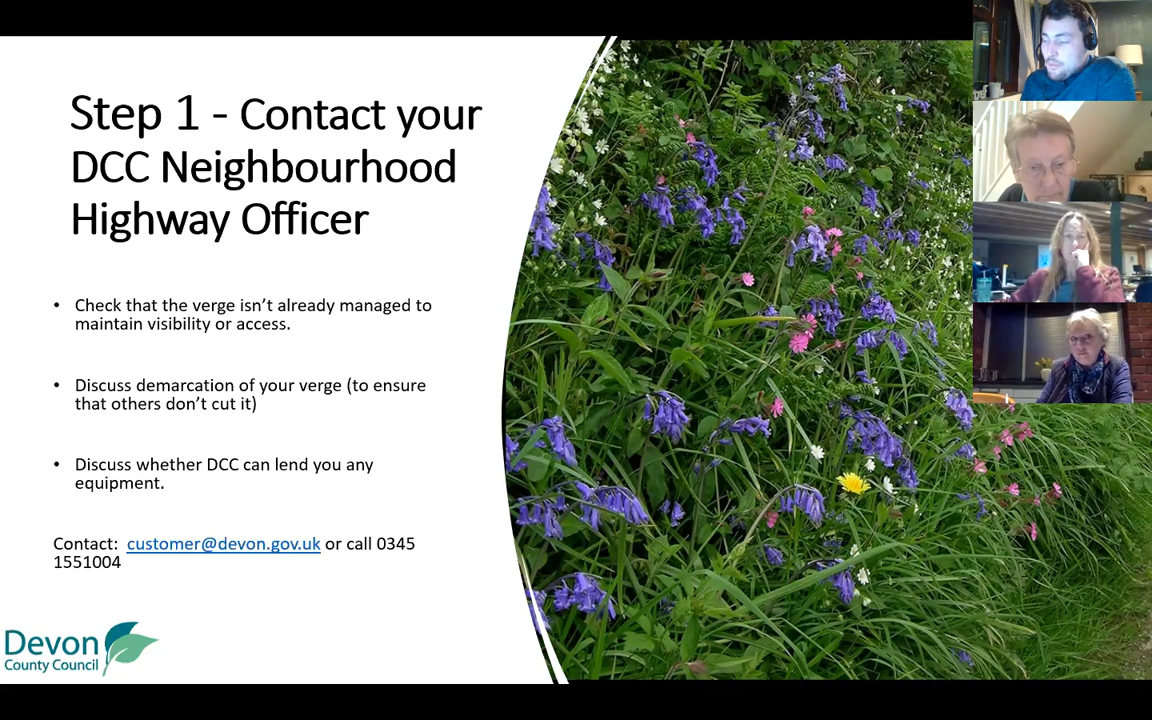 Step 1 - Contact your
DCC Neighbourhood
Highway Officer
• Check that the verge isn't already managed to
maintain visibility or access.
• Discuss demarcation of your verge (to ensure
that others don't cut it)
• Discuss whether DCC can lend you any
equipment.
Contact: customer@devon.gov.uk or call 0345
1551004
Devon
County Council